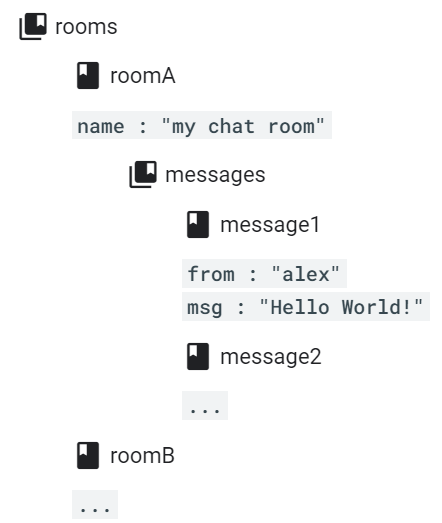 rooms
roomA
name : "my chat room"
messages
message1
from : "alex"
msg : "Hello World!"
message2
...
roomB
...